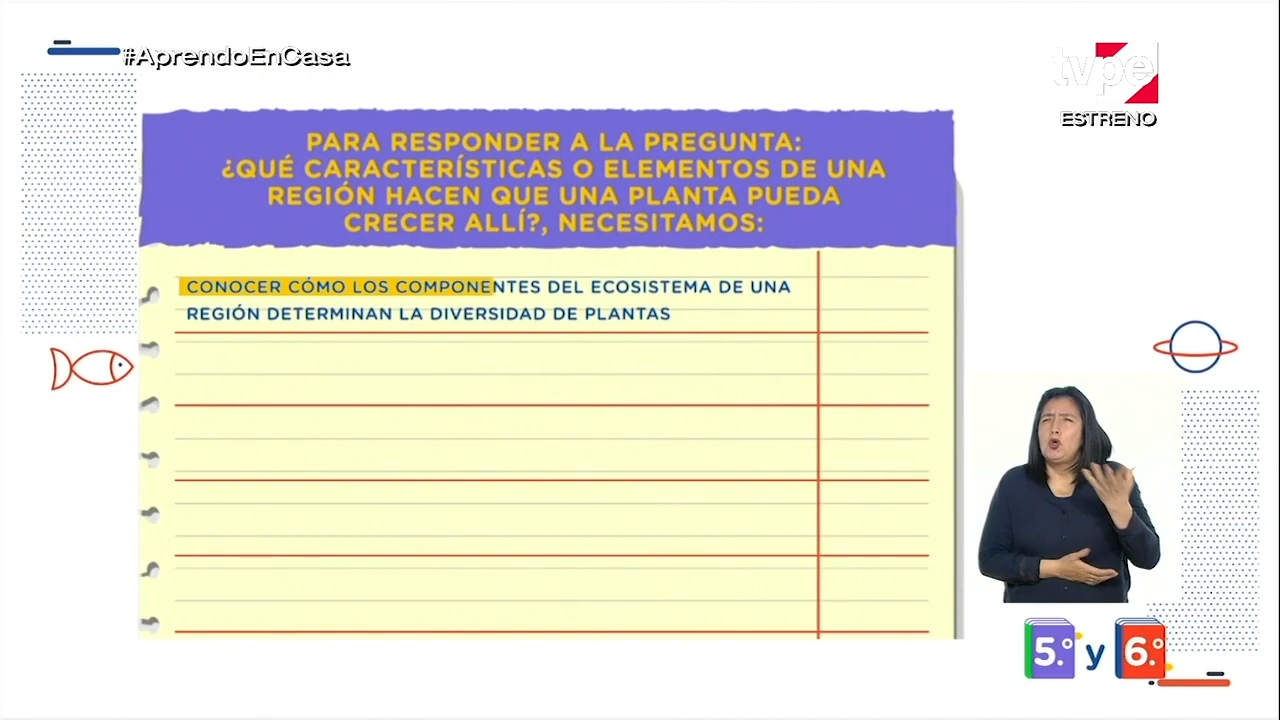 #AprendoEnCasa
tvpe
ESTRENO
PARA RESPONDER A LA PREGUNTA:
¿QUÉ CARACTERÍSTICAS O ELEMENTOS DE UNA
REGIÓN HACEN QUE UNA PLANTA PUEDA
CRECER ALLÍ?, NECESITAMOS:
CONOCER CÓMO LOS COMPONENTES DEL ECOSISTEMA DE UNA
REGIÓN DETERMINAN LA DIVERSIDAD DE PLANTAS
5.° y 6.°